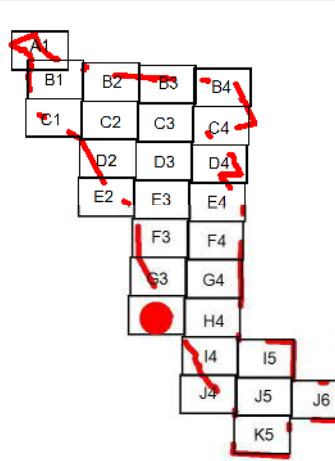 A1
B1 B2 B3 B4
C1 C2 C3 C4
D2 D3 D4
E2 E3 E4
F3 F4
G3 G4
H4
I4 I5
J4 J5 J6
K5